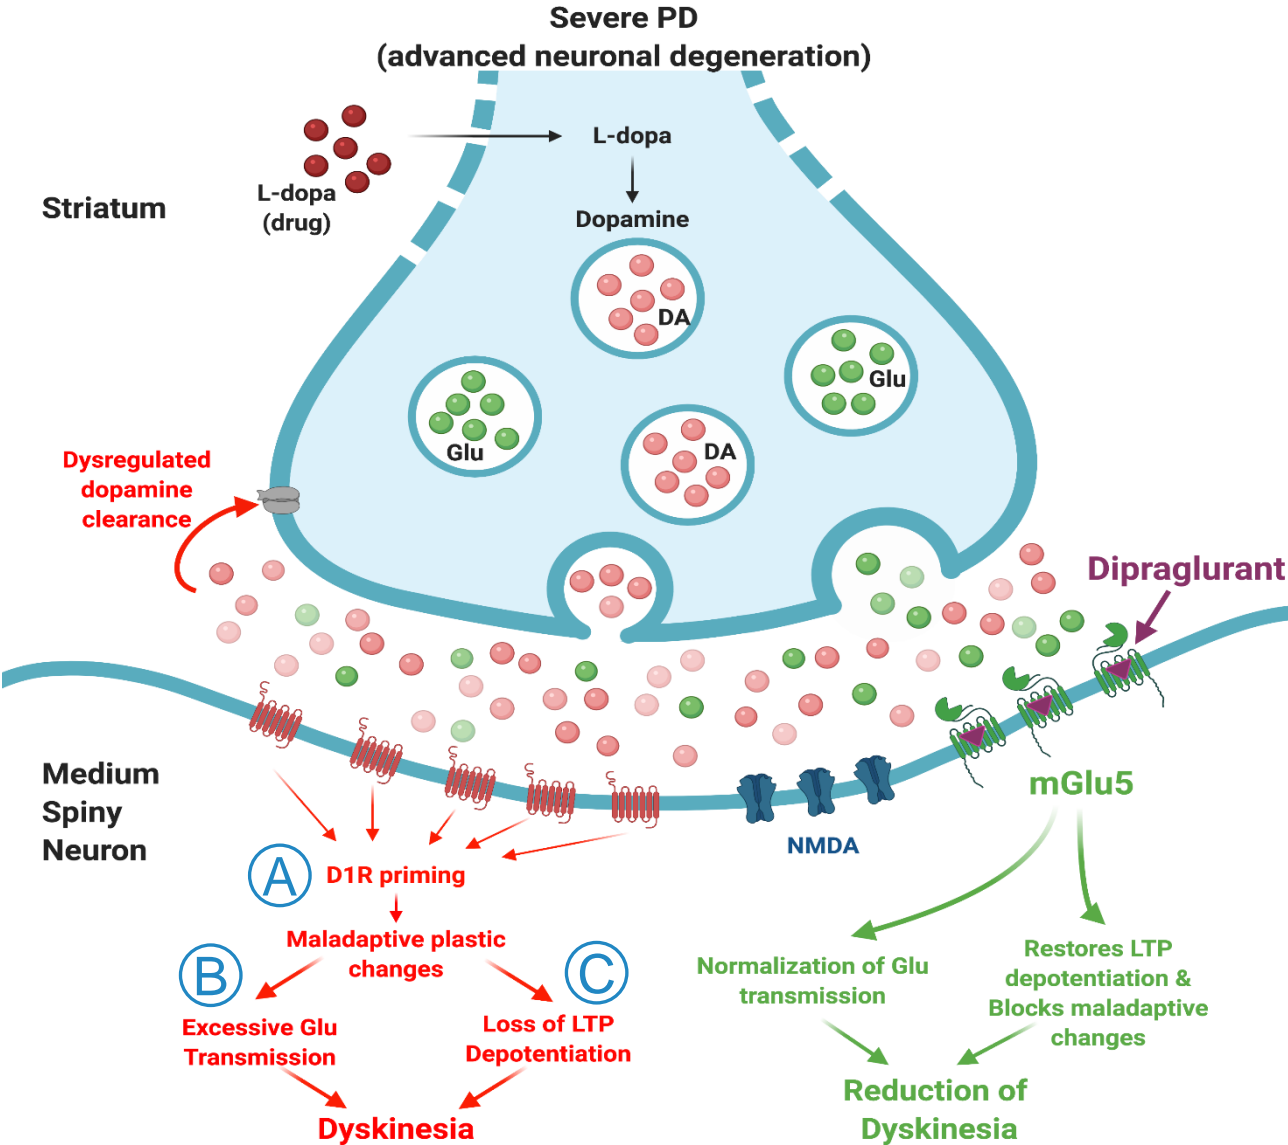 Severe PD
(advanced neuronal degeneration)
L-dopa
L-dopa
(drug)
Striatum
Dopamine
DA
Glu
Glu
DA
Dysregulated
dopamine
clearance
Dipraglurant
Medium
Spiny
Neuron
mGlu5
NMDA
A
D1R priming
Maladaptive plastic
changes
B
C
Excessive Glu
Transmission
Loss of LTP
Depotentiation
Dyskinesia
Normalization of Glu
transmission
Restores LTP
depotentiation &
Blocks maladaptive
changes
Reduction of
Dyskinesia